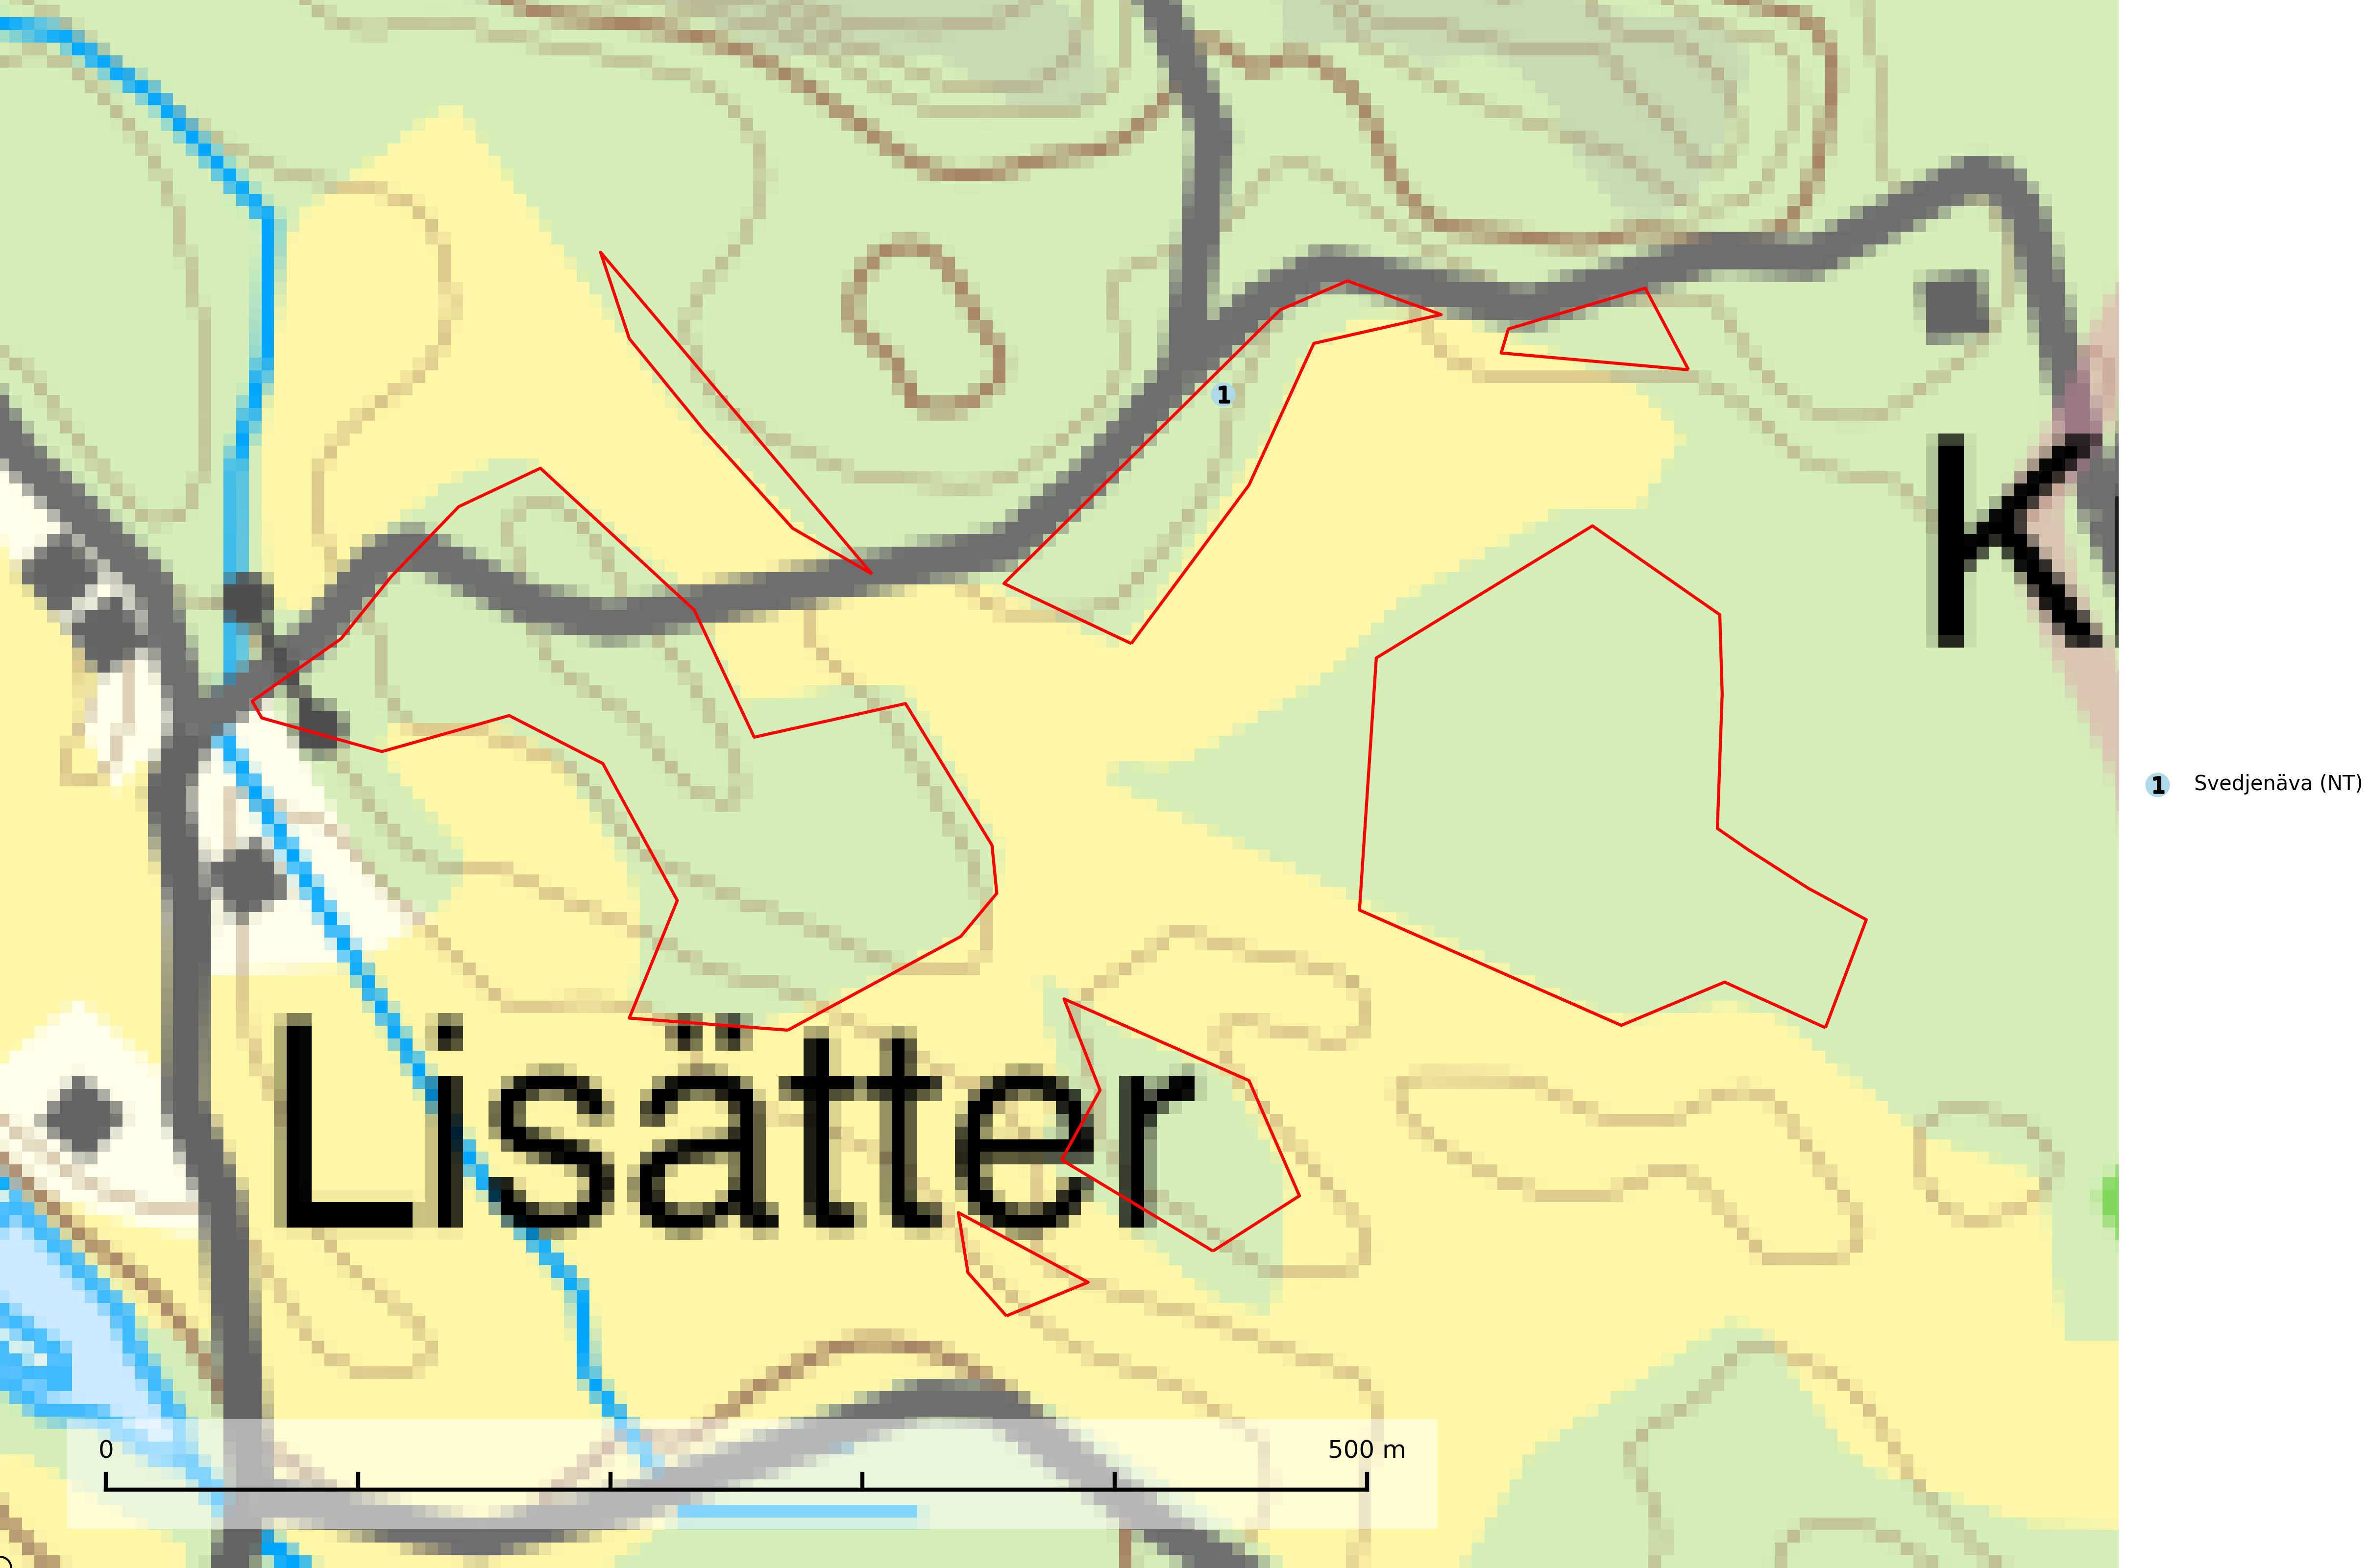 1
K
1 Svedjenäva (NT)
Lisätter
0 500 m